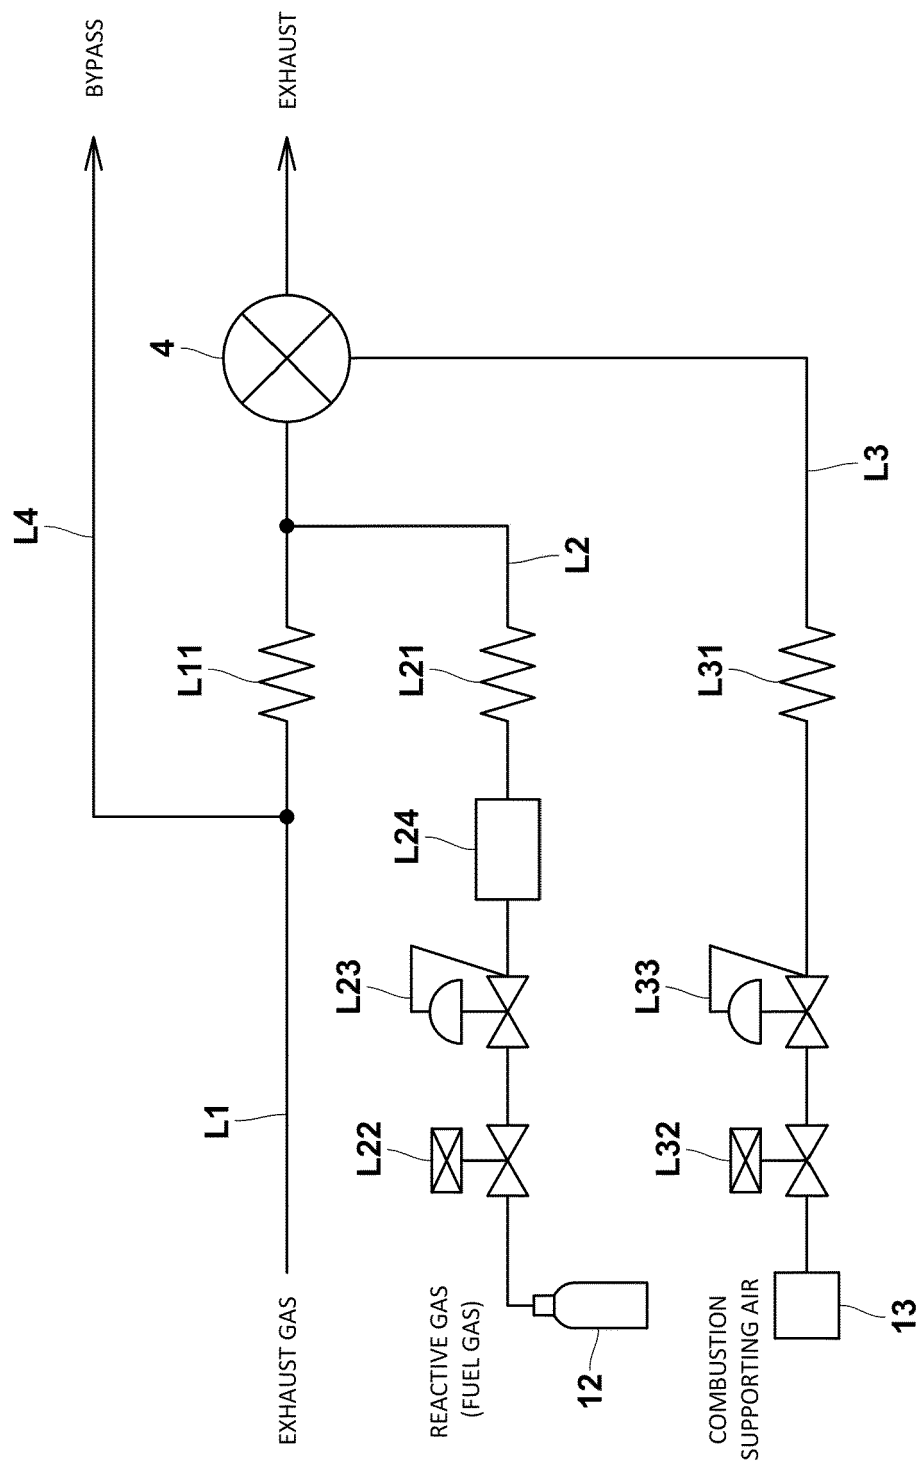 BYPASS
EXHAUST
4
L4
L3
L2
L11
L21
L31
L24
L23
L33
L1
L22
L32
EXHAUST GAS
REACTIVE GAS
(FUEL GAS)
12
COMBUSTION
SUPPORTING AIR
13